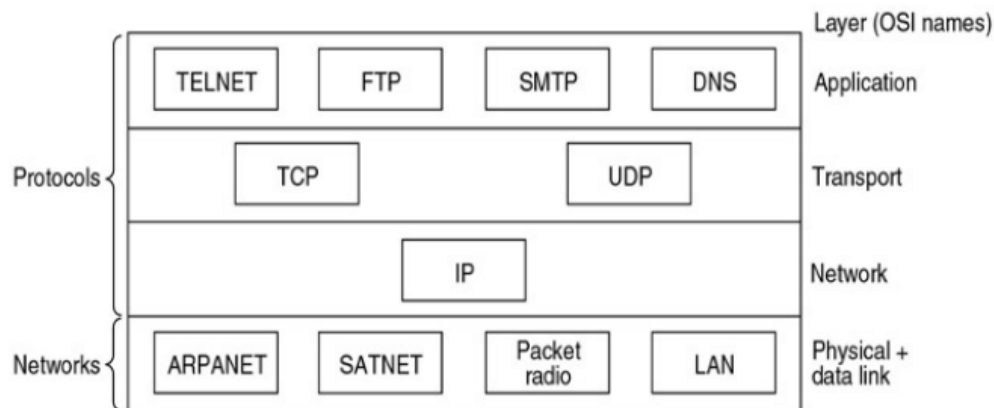 Layer (OSI names)
TELNET FTP SMTP DNS Application
Protocols TCP UDP Transport
IP Network
Networks ARPANET SATNET Packet radio LAN Physical + data link